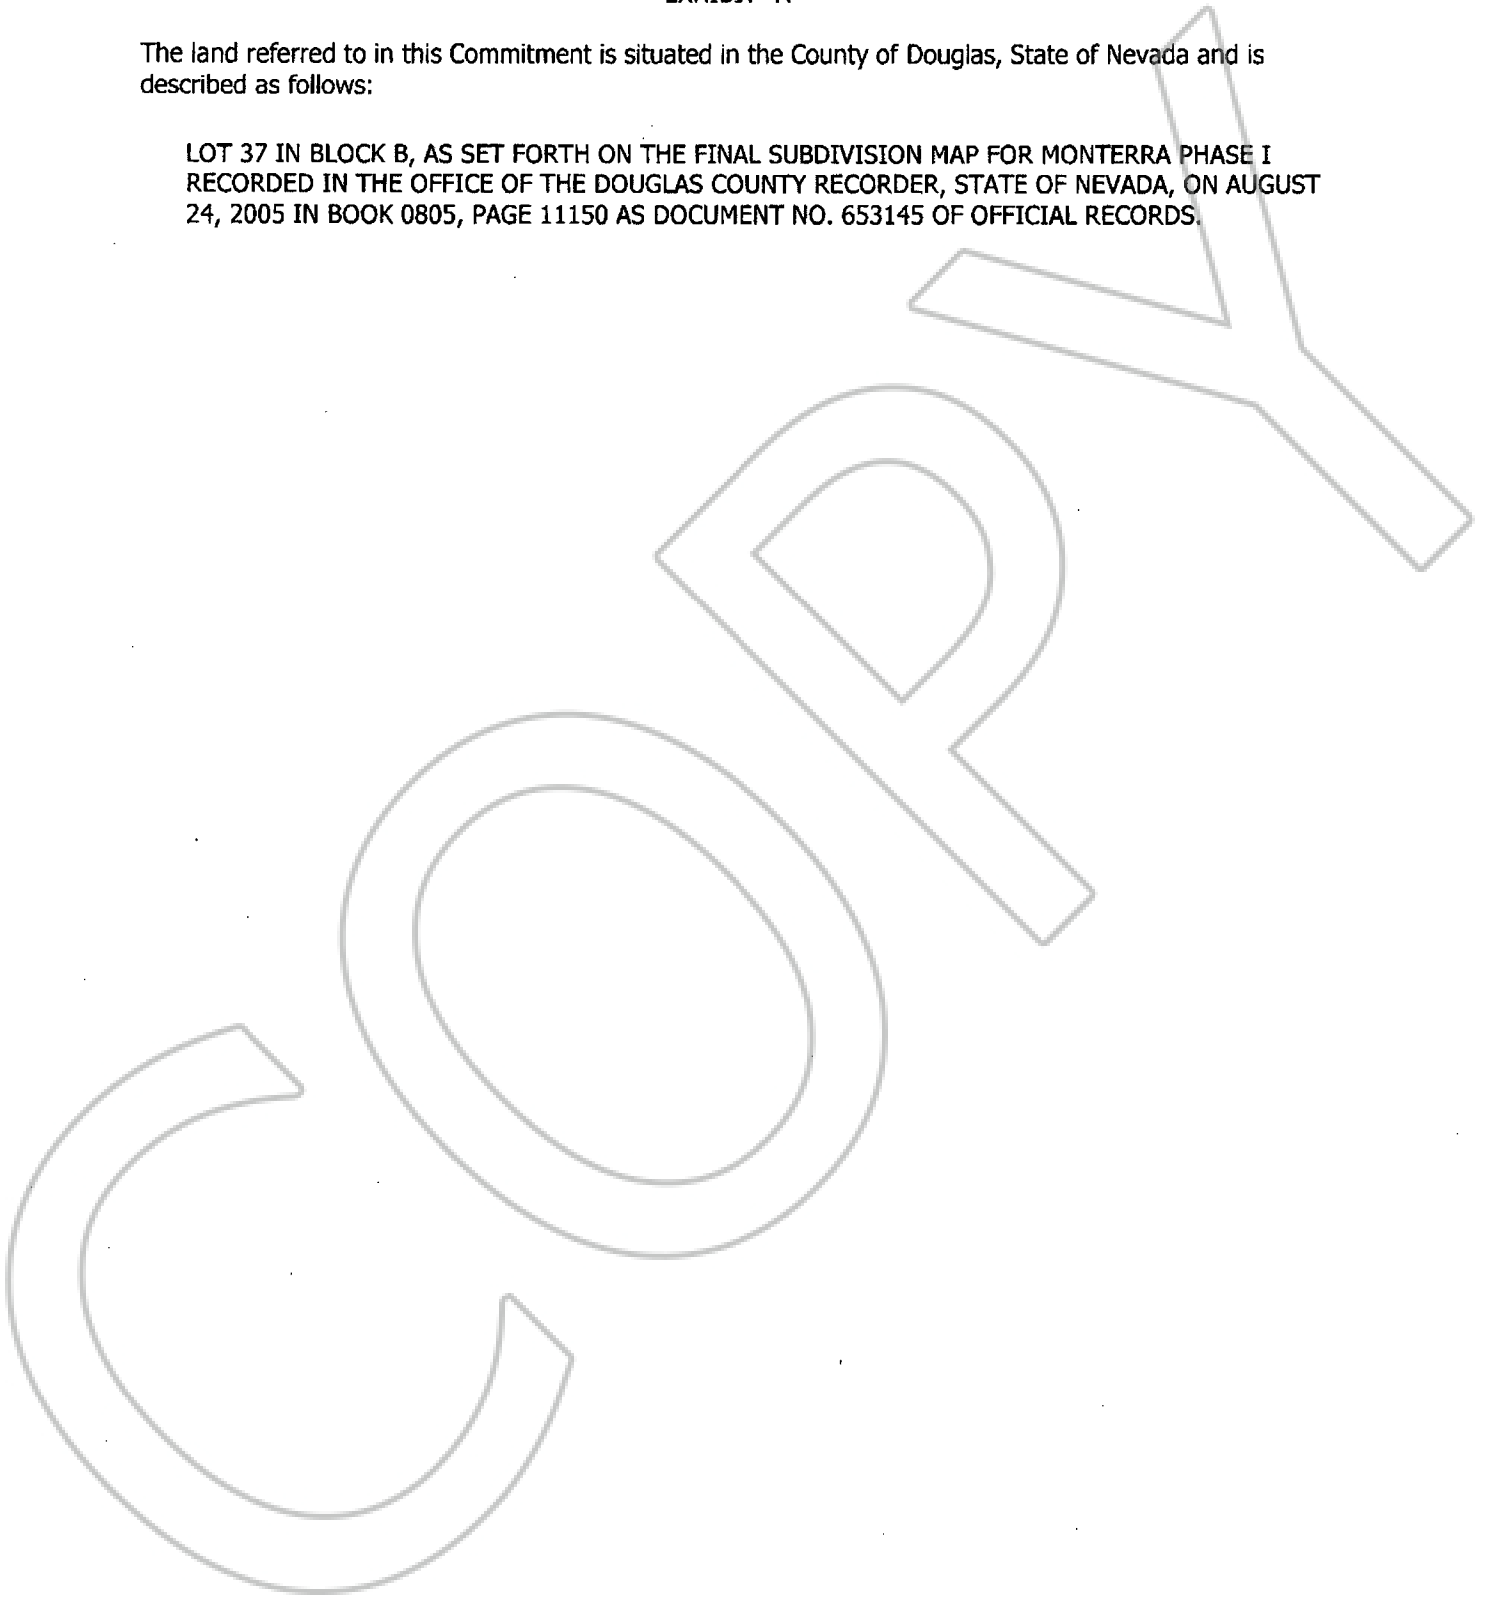 The land referred to in this Commitment is situated in the County of Douglas, State of Nevada and is
described as follows:
LOT 37 IN BLOCK B, AS SET FORTH ON THE FINAL SUBDIVISION MAP FOR MONTERRA PHASE I
RECORDED IN THE OFFICE OF THE DOUGLAS COUNTY RECORDER, STATE OF NEVADA, ON AUGUST
24, 2005 IN BOOK 0805, PAGE 11150 AS DOCUMENT NO. 653145 OF OFFICIAL RECORDS.
COPY